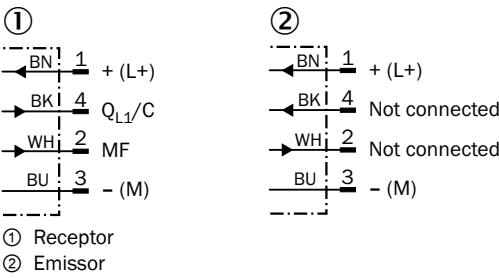 ①
BN 1 + (L+)
BK 4 QL1/C
WH 2 MF
BU 3 – (M)
②
BN 1 + (L+)
BK 4 Not connected
WH 2 Not connected
BU 3 – (M)
① Receptor
② Emissor